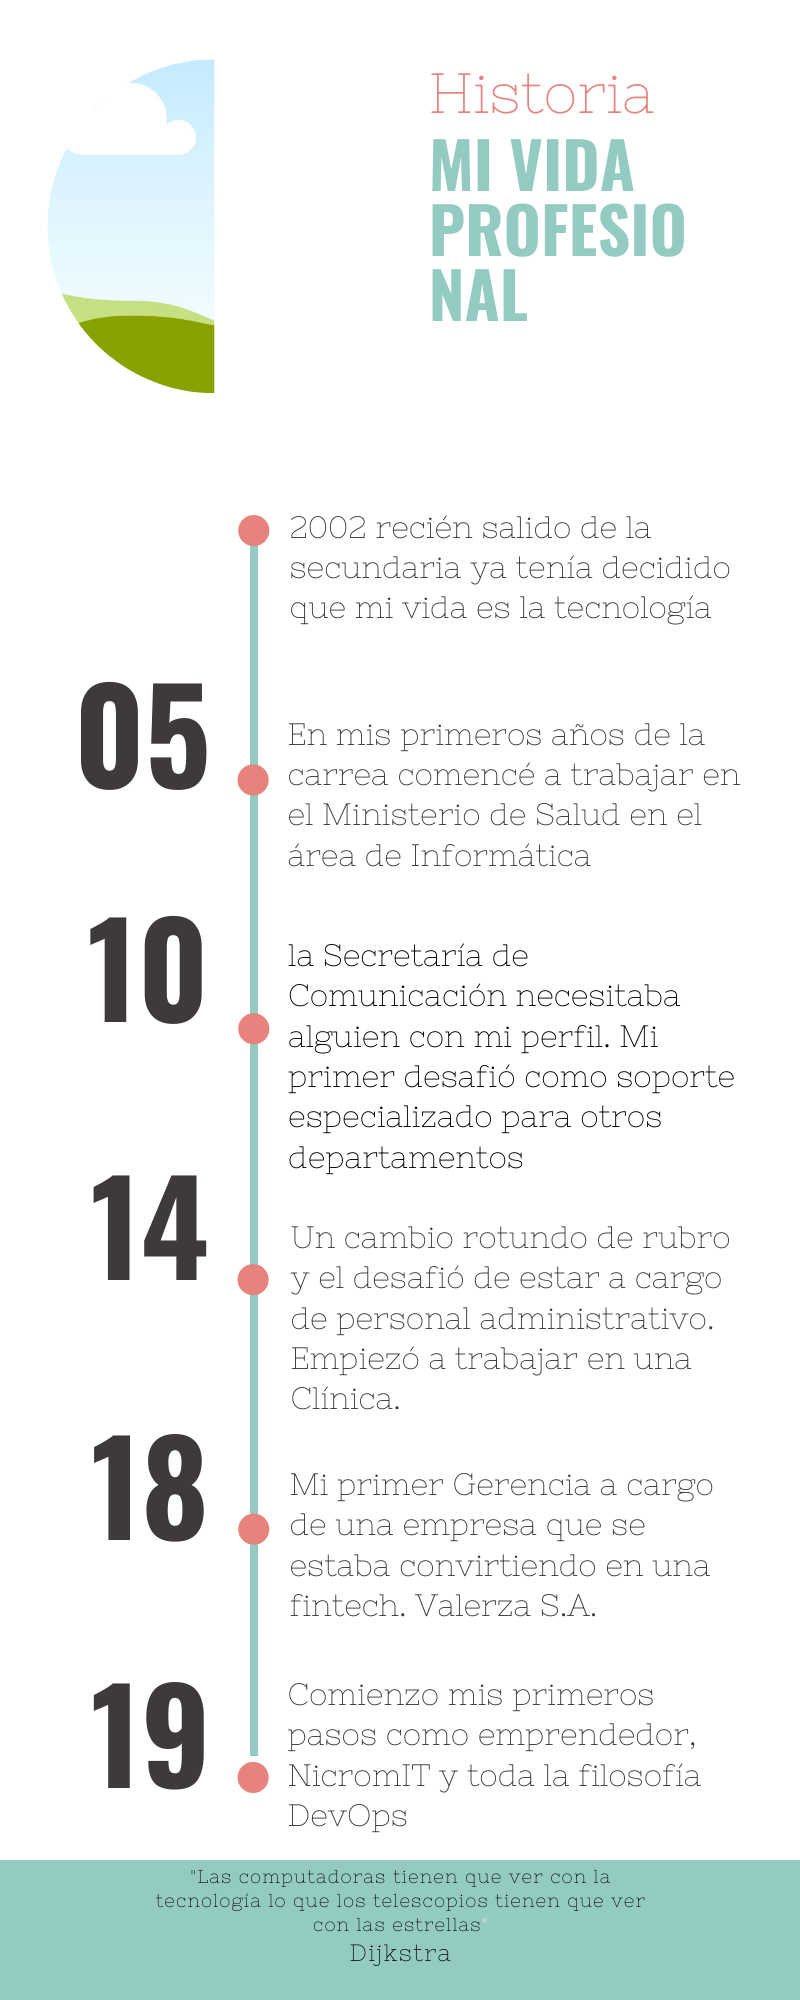 Historia
MI VIDA
PROFESIO
NAL
2002 recién salido de la
secundaria ya tenía decidido
que mi vida es la tecnología
05
En mis primeros años de la
carrea comencé a trabajar en
el Ministerio de Salud en el
área de Informática
10
la Secretaría de
Comunicación necesitaba
alguien con mi perfil. Mi
primer desafió como soporte
especializado para otros
departamentos
14
Un cambio rotundo de rubro
y el desafió de estar a cargo
de personal administrativo.
Empiezó a trabajar en una
Clínica.
18
Mi primer Gerencia a cargo
de una empresa que se
estaba convirtiendo en una
fintech. Valerza S.A.
19
Comienzo mis primeros
pasos como emprendedor,
NicromIT y toda la filosofía
DevOps
"Las computadoras tienen que ver con la
tecnología lo que los telescopios tienen que ver
con las estrellas"
Dijkstra